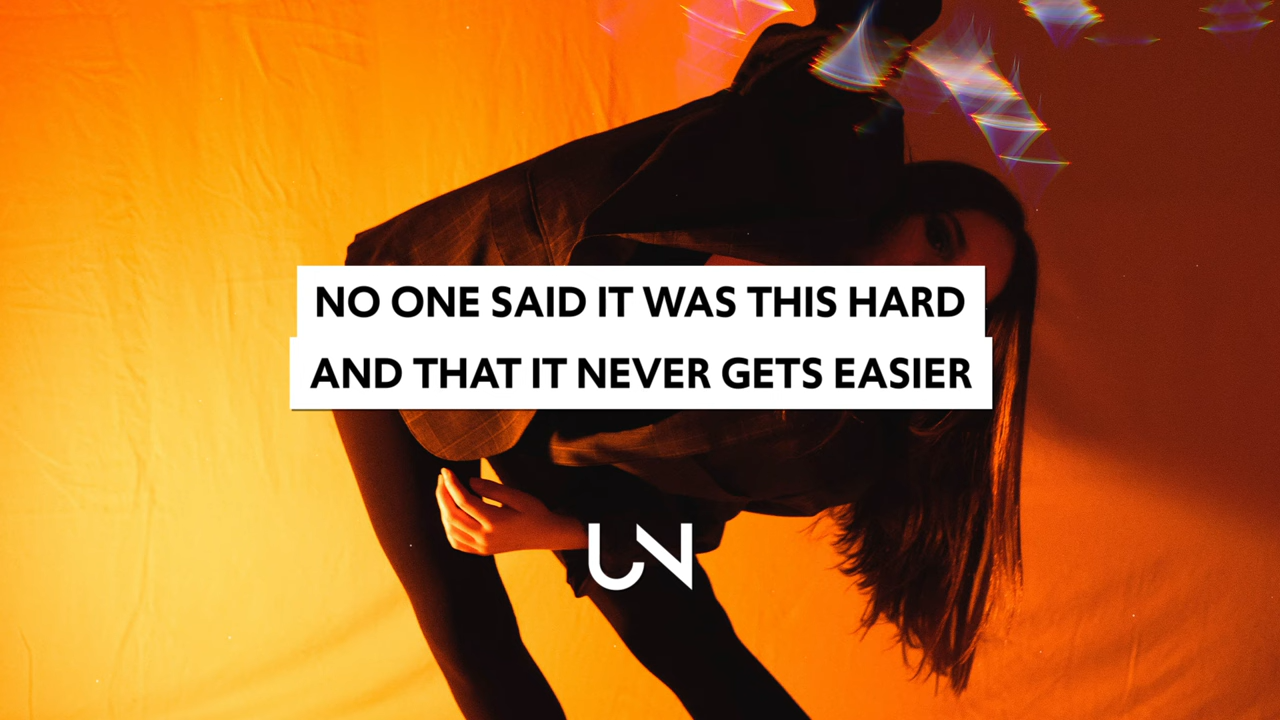 NO ONE SAID IT WAS THIS HARD
AND THAT IT NEVER GETS EASIER
UN